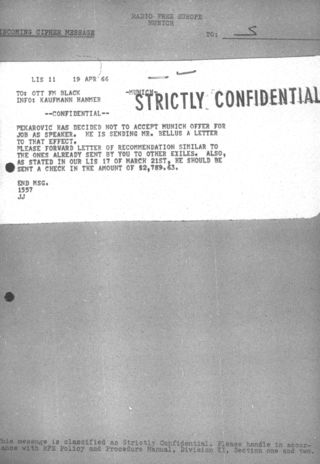 RADIO FREE EUROPE
MUNICH
INCOMING CIPHER MESSAGE
TO: S
LIS 11   19 APR 66
TO: OTT FM BLACK   -MUNICH-
INFO: KAUFMANN HAMMER
STRICTLY CONFIDENTIAL
--CONFIDENTIAL--
PEKAROVIC HAS DECIDED NOT TO ACCEPT MUNICH OFFER FOR
JOB AS SPEAKER.  HE IS SENDING MR. BELLUS A LETTER
TO THAT EFFECT.
PLEASE FORWARD LETTER OF RECOMMENDATION SIMILAR TO
THE ONES ALREADY SENT BY YOU TO OTHER EXILES.  ALSO,
AS STATED IN OUR LIS 17 OF MARCH 21ST, HE SHOULD BE
SENT A CHECK IN THE AMOUNT OF $2,789.63.
END MSG.
1557
JJ
This message is classified as Strictly Confidential. Please handle in accor-
dance with RFE Policy and Procedure Manual, Division XI, Section one and two.